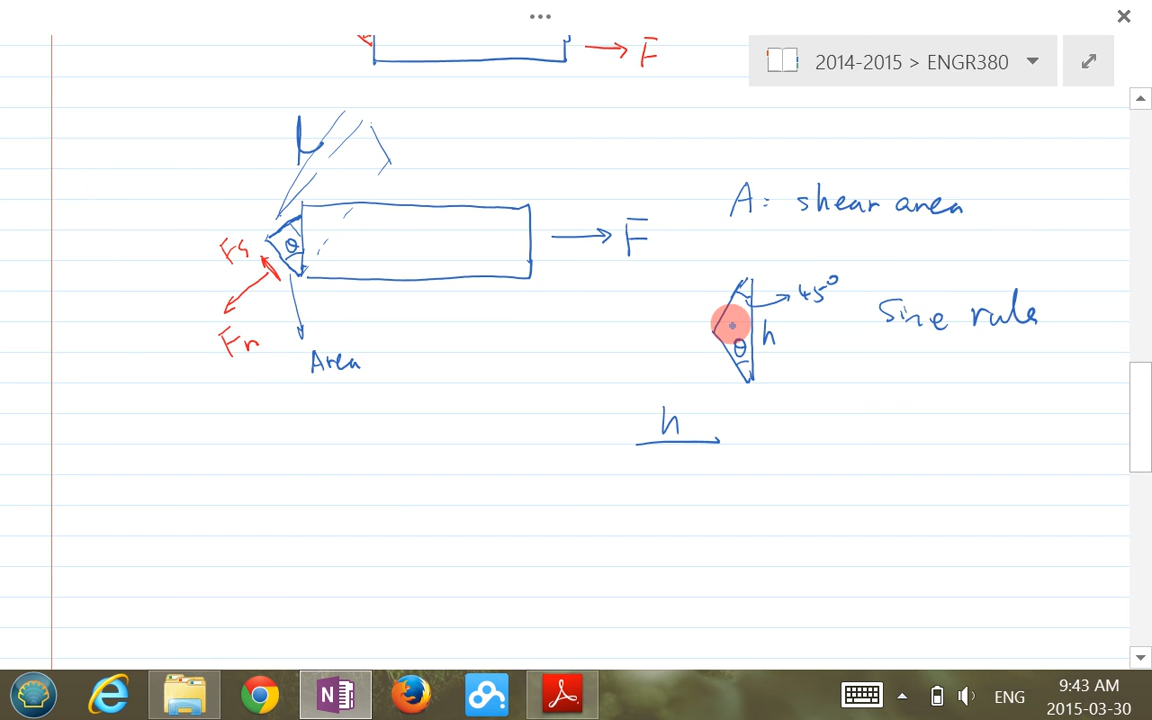 F
2014-2015 > ENGR380
A: shear area
θ
F
Fs
Fn
Area
45°
θ
h
Sine rule
h
N
ENG
9:43 AM
2015-03-30